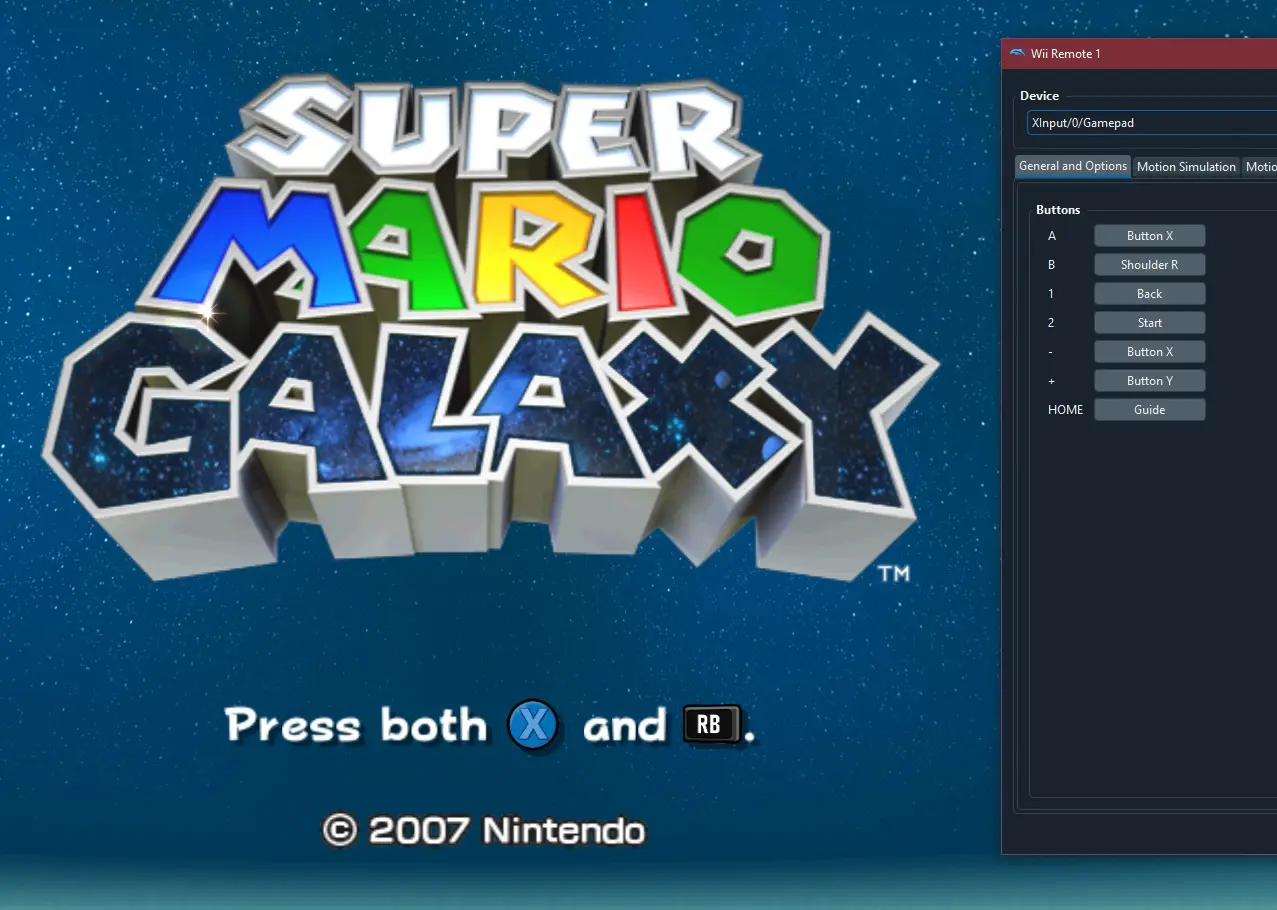 SUPER
MARIO
GALAXY
TM
Press both X and RB.
© 2007 Nintendo
Wii Remote 1
Device
XInput/0/Gamepad
General and Options Motion Simulation Motio
Buttons
A Button X
B Shoulder R
1 Back
2 Start
- Button X
+ Button Y
HOME Guide